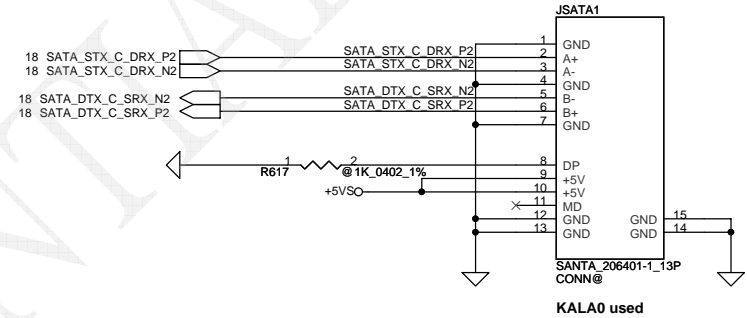 JSATA1
18 SATA_STX_C_DRX_P2 SATA_STX_C_DRX_P2 1 GND
18 SATA_STX_C_DRX_N2 SATA_STX_C_DRX_N2 2 A+
3 A-
4 GND
18 SATA_DTX_C_SRX_N2 SATA_DTX_C_SRX_N2 5 B-
18 SATA_DTX_C_SRX_P2 SATA_DTX_C_SRX_P2 6 B+
7 GND
R617 1 2 @1K_0402_1% 8 DP
9 +5V
+5VS 10 +5V
11 MD
12 GND GND 15
13 GND GND 14
SANTA_206401-1_13P
CONN@
KALA0 used